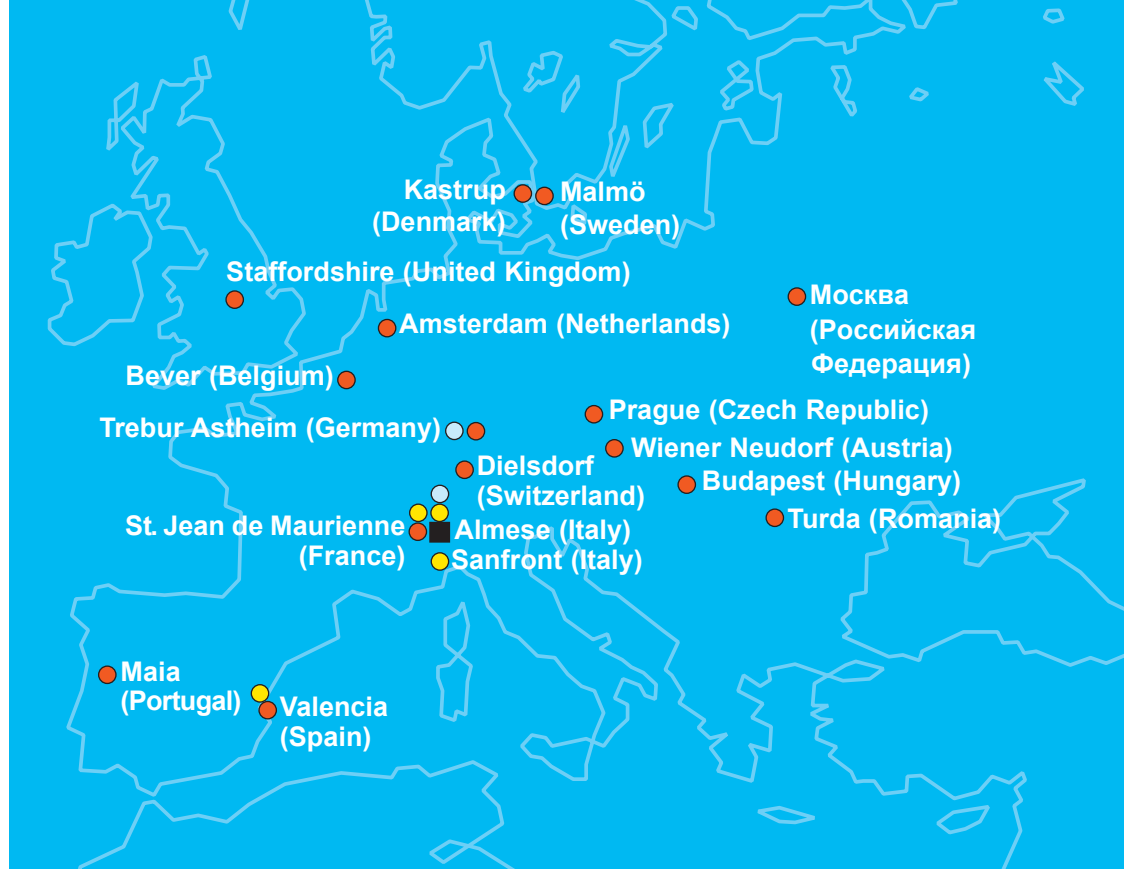 Kastrup
(Denmark)
Malmö
(Sweden)
Staffordshire (United Kingdom)
Москва
(Российская
Федерация)
Amsterdam (Netherlands)
Bever (Belgium)
Prague (Czech Republic)
Trebur Astheim (Germany)
Wiener Neudorf (Austria)
Dielsdorf
(Switzerland)
Budapest (Hungary)
Turda (Romania)
St. Jean de Maurienne
(France)
Almese (Italy)
Sanfront (Italy)
Maia
(Portugal)
Valencia
(Spain)